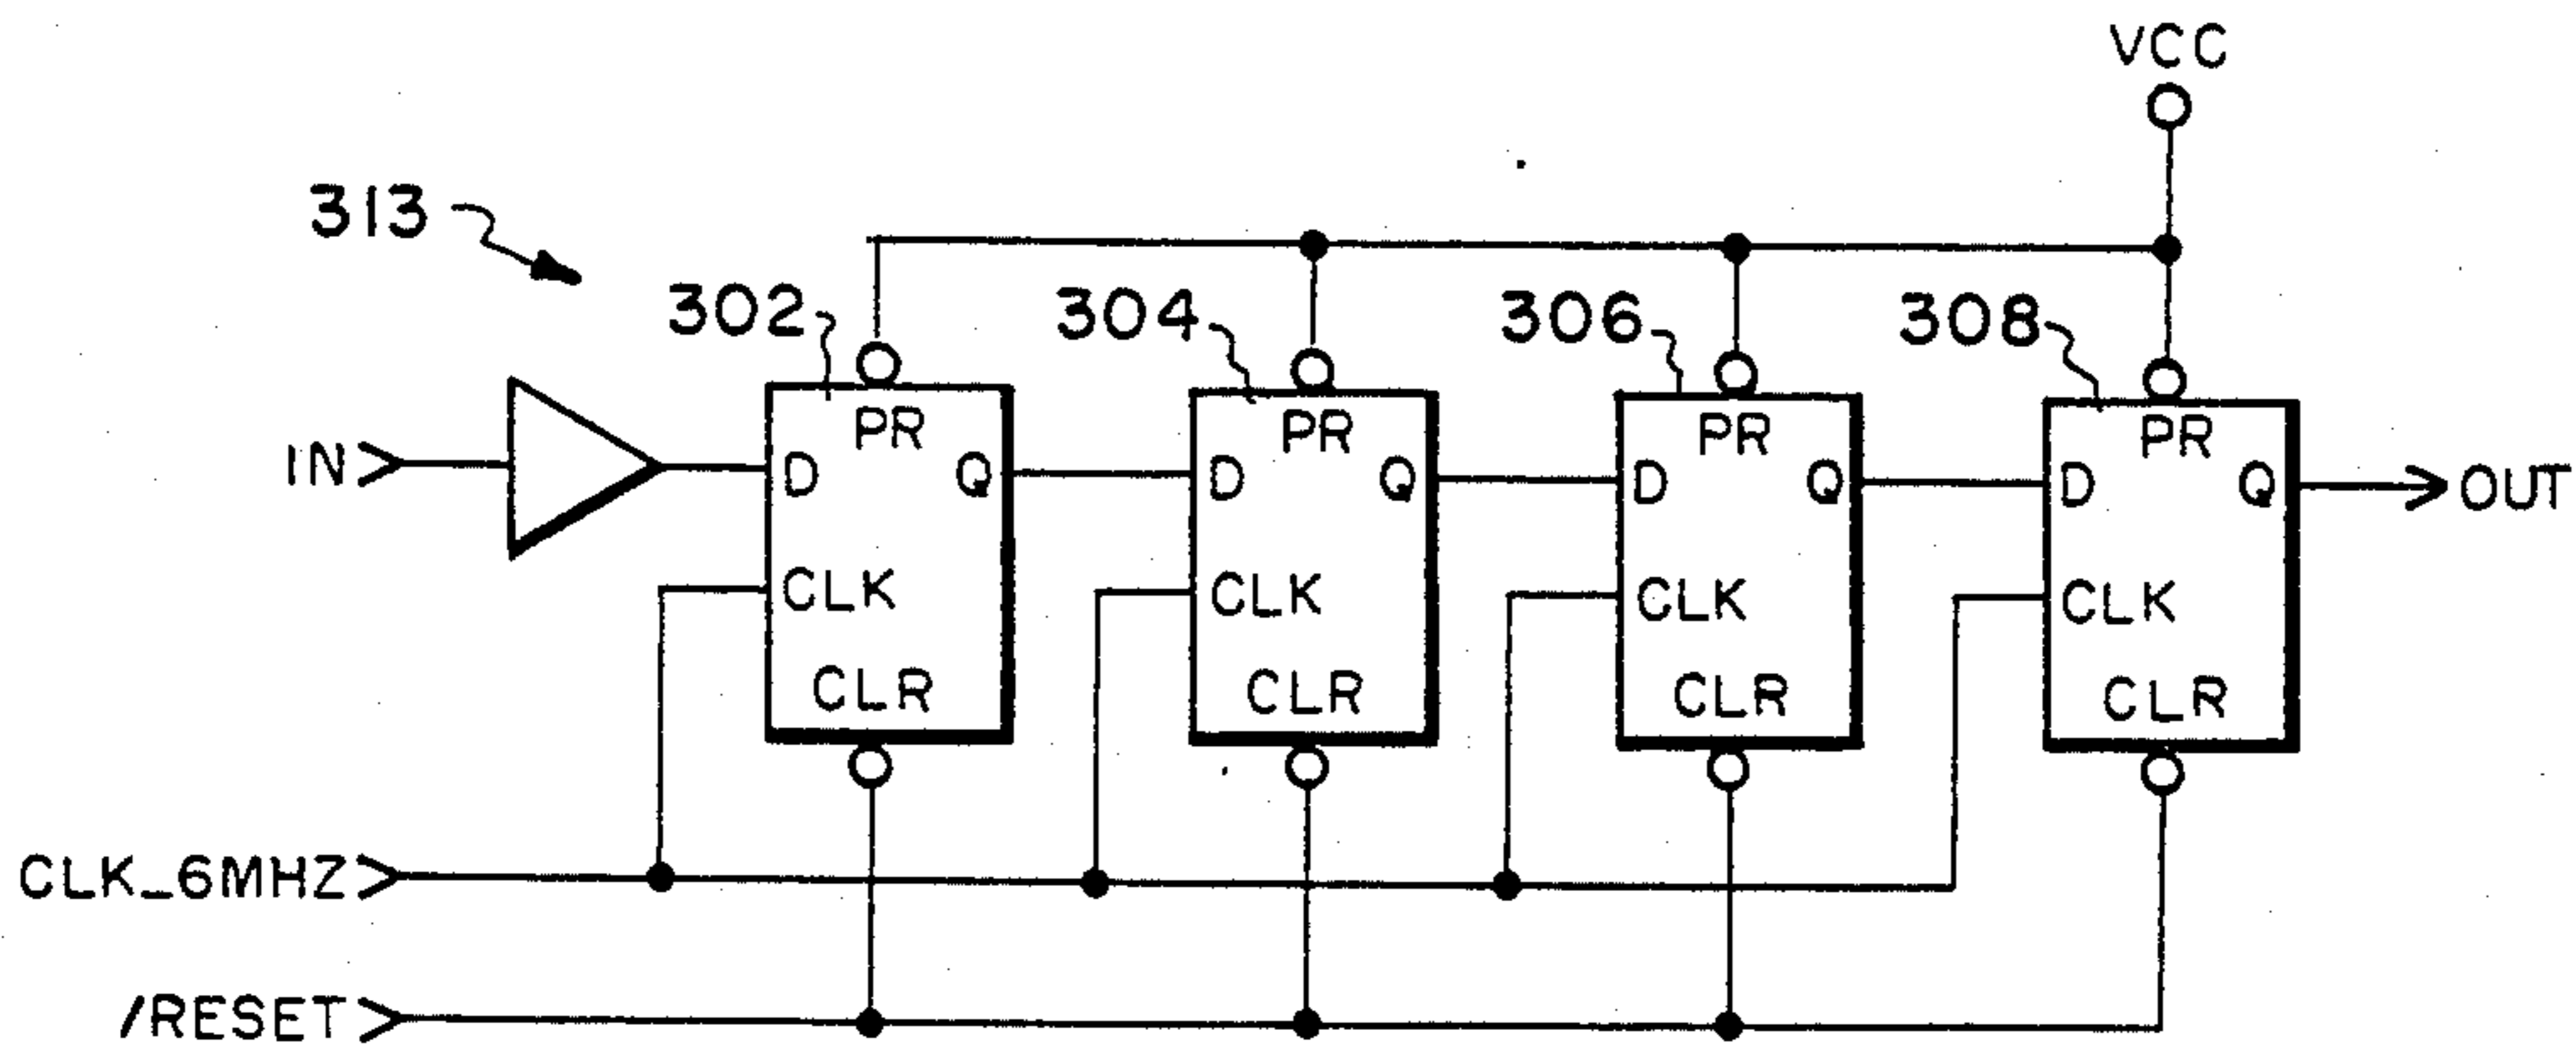 VCC
313
302
304
306
308
PR
PR
PR
PR
IN
D
Q
D
Q
D
Q
D
Q
OUT
CLK
CLK
CLK
CLK
CLR
CLR
CLR
CLR
CLK_6MHZ
/RESET